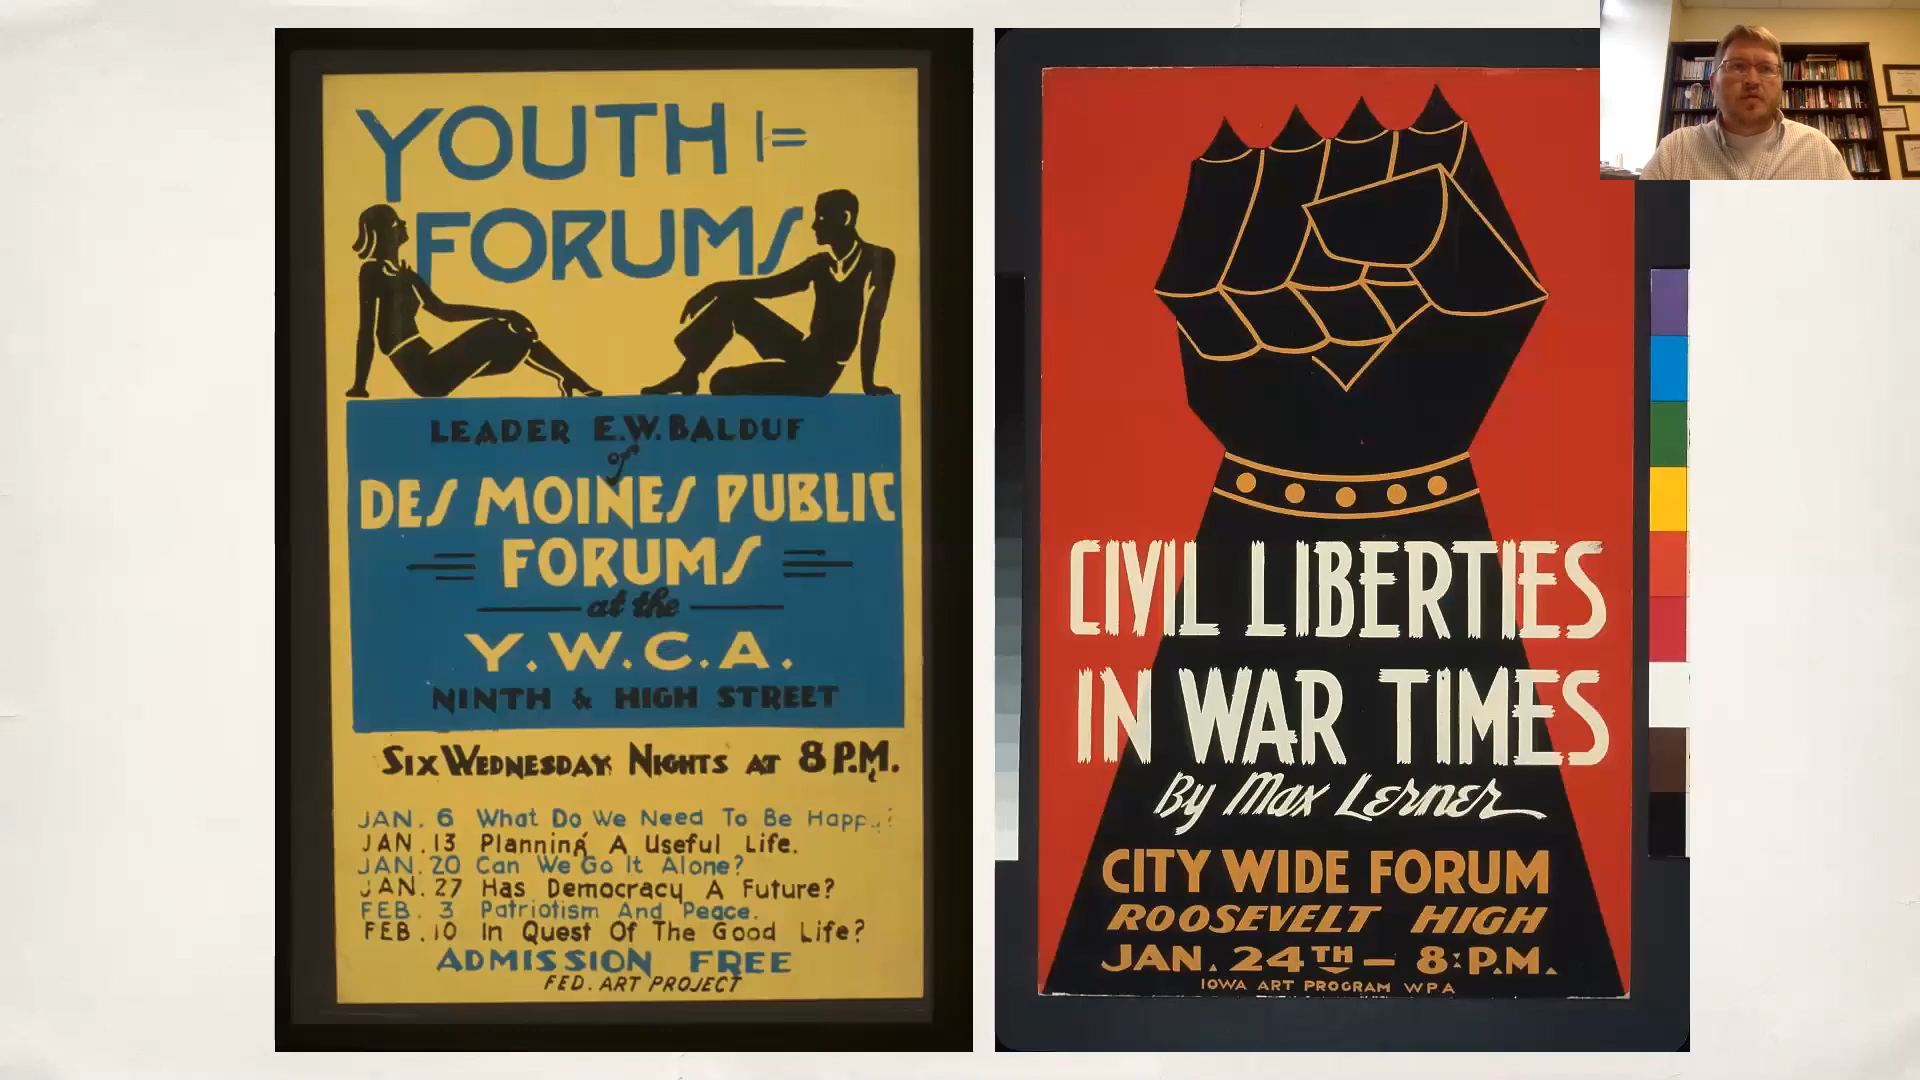 YOUTH
FORUMS
LEADER E.W. BALDUF
DES MOINES PUBLIC
FORUMS
at the
Y.W.C.A.
NINTH & HIGH STREET
SIX WEDNESDAY NIGHTS AT 8 P.M.
JAN. 6 What Do We Need To Be Happy?
JAN. 13 Planning A Useful Life.
JAN. 20 Can We Go It Alone?
JAN. 27 Has Democracy A Future?
FEB. 3 Patriotism And Peace.
FEB. 10 In Quest Of The Good Life?
ADMISSION FREE
FED. ART PROJECT
CIVIL LIBERTIES
IN WAR TIMES
By Max Lerner
CITY WIDE FORUM
ROOSEVELT HIGH
JAN. 24TH — 8:P.M.
IOWA ART PROGRAM WPA